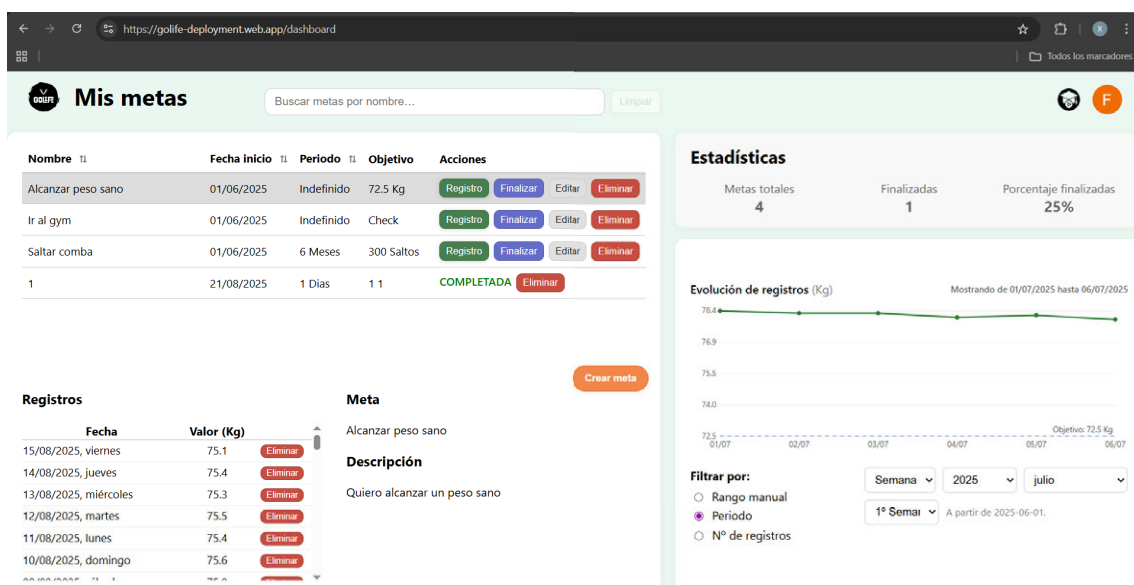 https://golife-deployment.web.app/dashboard
X
Todos los marcadores
GOLIFE
Mis metas
Buscar metas por nombre...
Limpiar
F
Nombre Fecha inicio Periodo Objetivo Acciones
Alcanzar peso sano 01/06/2025 Indefinido 72.5 Kg Registro Finalizar Editar Eliminar
Ir al gym 01/06/2025 Indefinido Check Registro Finalizar Editar Eliminar
Saltar comba 01/06/2025 6 Meses 300 Saltos Registro Finalizar Editar Eliminar
1 21/08/2025 1 Dias 1 1 COMPLETADA Eliminar
Crear meta
Registros
Fecha Valor (Kg)
15/08/2025, viernes 75.1 Eliminar
14/08/2025, jueves 75.4 Eliminar
13/08/2025, miércoles 75.3 Eliminar
12/08/2025, martes 75.5 Eliminar
11/08/2025, lunes 75.4 Eliminar
10/08/2025, domingo 75.6 Eliminar
Meta
Alcanzar peso sano
Descripción
Quiero alcanzar un peso sano
Estadísticas
Metas totales Finalizadas Porcentaje finalizadas
4 1 25%
Evolución de registros (Kg) Mostrando de 01/07/2025 hasta 06/07/2025
78.4
76.9
75.5
74.0
Objetivo: 72.5 Kg
72.5
01/07 02/07 03/07 04/07 05/07 06/07
Filtrar por:
Rango manual
Periodo
Nº de registros
Semana 2025 julio
1º Semar A partir de 2025-06-01.